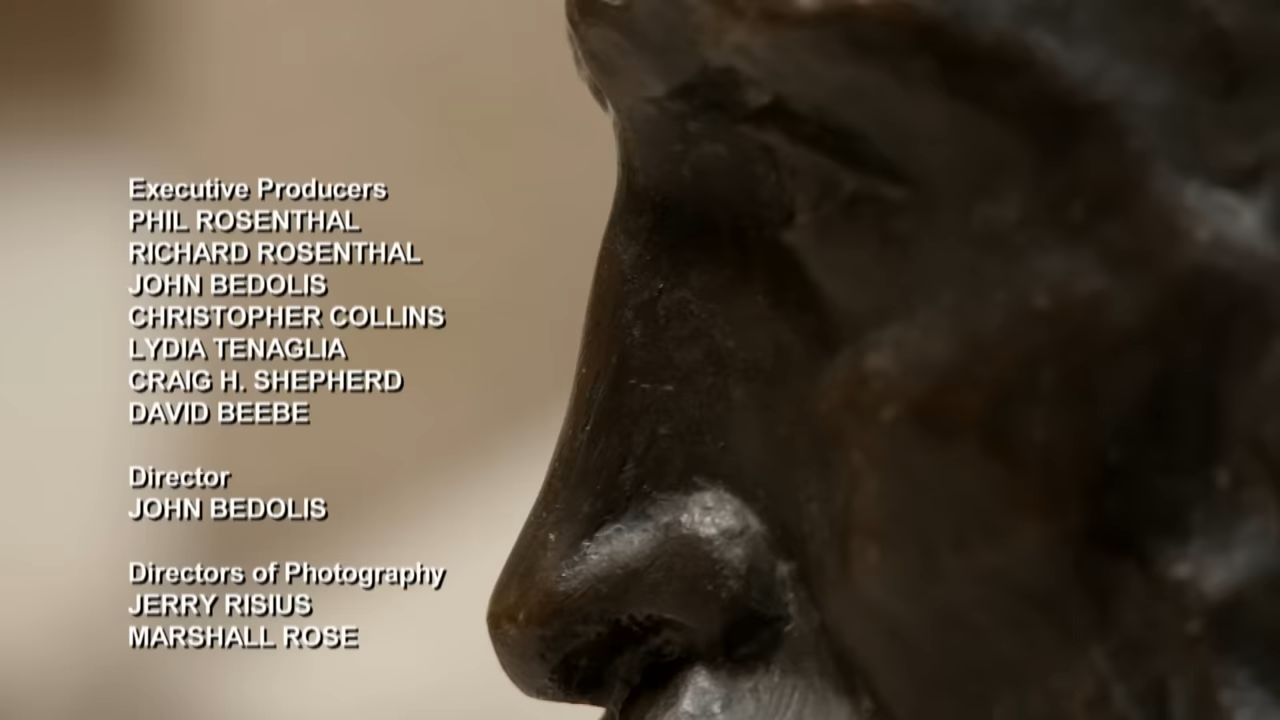 Executive Producers
PHIL ROSENTHAL
RICHARD ROSENTHAL
JOHN BEDOLIS
CHRISTOPHER COLLINS
LYDIA TENAGLIA
CRAIG H. SHEPHERD
DAVID BEEBE
Director
JOHN BEDOLIS
Directors of Photography
JERRY RISIUS
MARSHALL ROSE